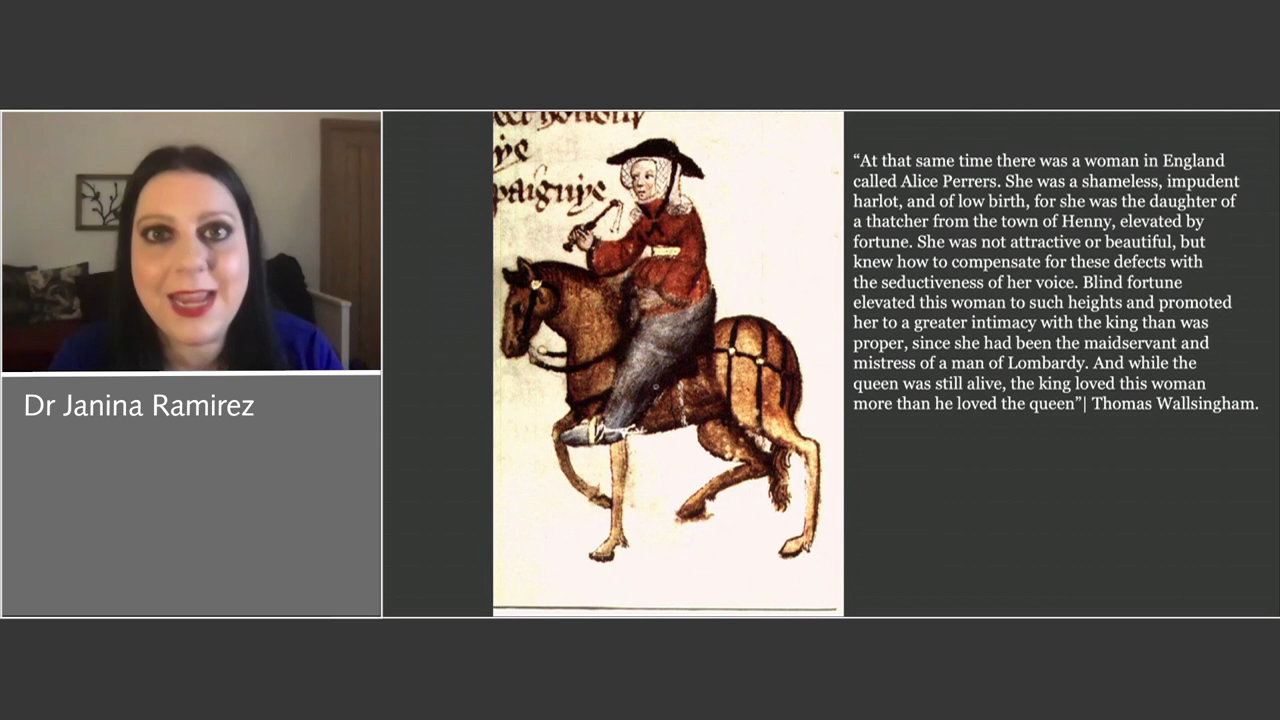 Dr Janina Ramirez
ye
paignye
“At that same time there was a woman in England
called Alice Perrers. She was a shameless, impudent
harlot, and of low birth, for she was the daughter of
a thatcher from the town of Henny, elevated by
fortune. She was not attractive or beautiful, but
knew how to compensate for these defects with
the seductiveness of her voice. Blind fortune
elevated this woman to such heights and promoted
her to a greater intimacy with the king than was
proper, since she had been the maidservant and
mistress of a man of Lombardy. And while the
queen was still alive, the king loved this woman
more than he loved the queen”| Thomas Wallsingham.